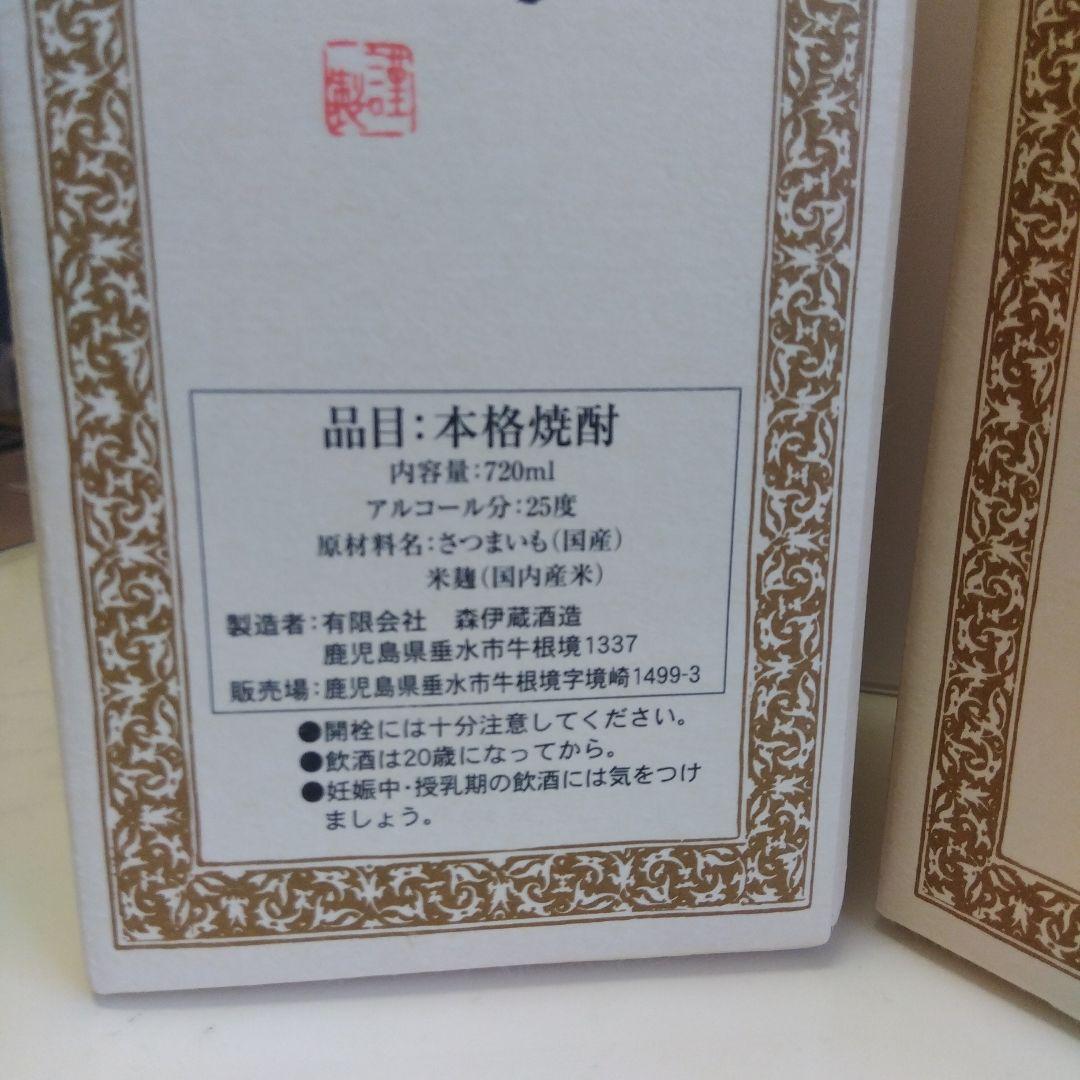 謹製
品目:本格焼酎
内容量:720ml
アルコール分:25度
原材料名:さつまいも(国産)
米麹(国内産米)
製造者:有限会社 森伊蔵酒造
鹿児島県垂水市牛根境1337
販売場:鹿児島県垂水市牛根境字境崎1499-3
●開栓には十分注意してください。
●飲酒は20歳になってから。
●妊娠中・授乳期の飲酒には気をつけ
ましょう。